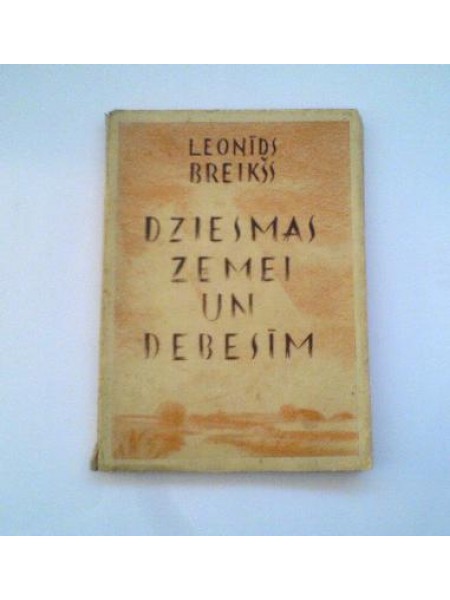 LEONĪDS
BREIKŠS
DZIESMAS
ZEMEI
UN
DEBESĪM